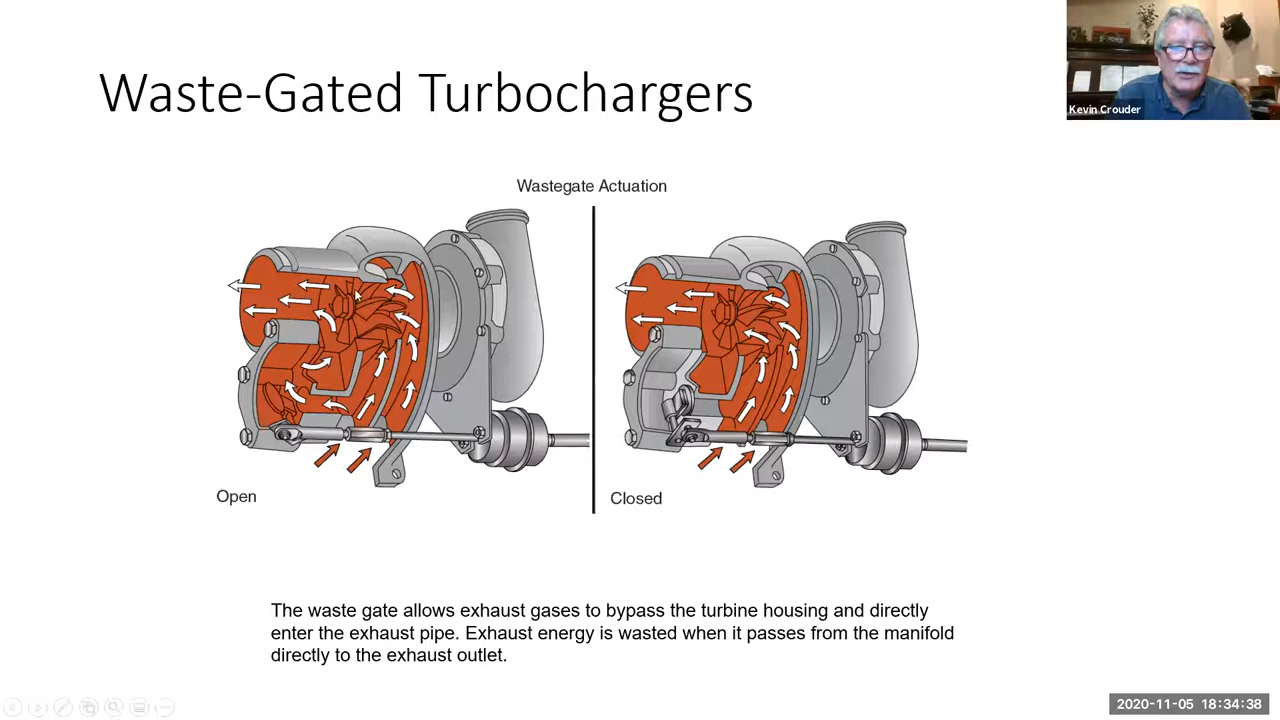 Waste-Gated Turbochargers
Kevin Crouder
Wastegate Actuation
Open
Closed
The waste gate allows exhaust gases to bypass the turbine housing and directly
enter the exhaust pipe. Exhaust energy is wasted when it passes from the manifold
directly to the exhaust outlet.
2020-11-05 18:34:38